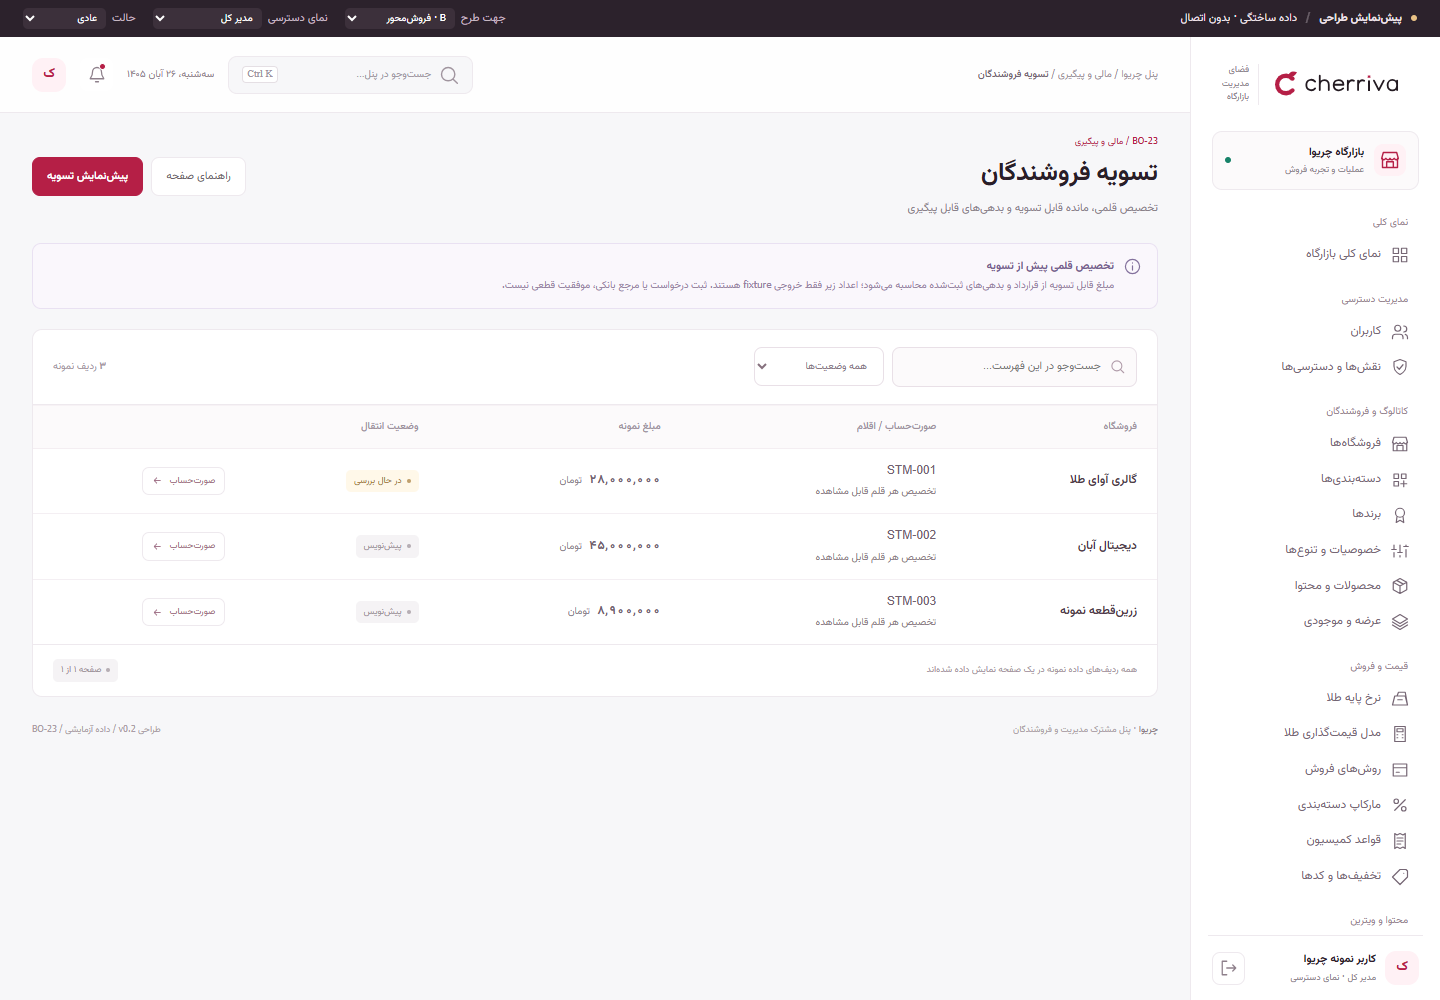 پیش‌نمایش طراحی / داده ساختگی · بدون اتصال
جهت طرح B · فروش‌محور نمای دسترسی مدیر کل حالت عادی
cherriva
فضای
مدیریت
بازارگاه
بازارگاه چریوا
عملیات و تجربه فروش
نمای کلی
نمای کلی بازارگاه
مدیریت دسترسی
کاربران
نقش‌ها و دسترسی‌ها
کاتالوگ و فروشندگان
فروشگاه‌ها
دسته‌بندی‌ها
برندها
خصوصیات و تنوع‌ها
محصولات و محتوا
عرضه و موجودی
قیمت و فروش
نرخ پایه طلا
مدل قیمت‌گذاری طلا
روش‌های فروش
مارکاپ دسته‌بندی
قواعد کمیسیون
تخفیف‌ها و کدها
محتوا و ویترین
کاربر نمونه چریوا
مدیر کل · نمای دسترسی
ک
پنل چریوا / مالی و پیگیری / تسویه فروشندگان
جست‌وجو در پنل... Ctrl K
سه‌شنبه، ۲۶ آبان ۱۴۰۵
ک
BO-23 / مالی و پیگیری
تسویه فروشندگان
تخصیص قلمی، مانده قابل تسویه و بدهی‌های قابل پیگیری
راهنمای صفحه
پیش‌نمایش تسویه
تخصیص قلمی پیش از تسویه
مبلغ قابل تسویه از قرارداد و بدهی‌های ثبت‌شده محاسبه می‌شود؛ اعداد زیر فقط خروجی fixture هستند. ثبت درخواست یا مرجع بانکی، موفقیت قطعی نیست.
جست‌وجو در این فهرست...
همه وضعیت‌ها
۳ ردیف نمونه
فروشگاه صورت‌حساب / اقلام مبلغ نمونه وضعیت انتقال
گالری آوای طلا STM-001 ۲۸,۰۰۰,۰۰۰ تومان در حال بررسی صورت‌حساب ←
تخصیص هر قلم قابل مشاهده
دیجیتال آبان STM-002 ۴۵,۰۰۰,۰۰۰ تومان پیش‌نویس صورت‌حساب ←
تخصیص هر قلم قابل مشاهده
زرین‌قطعه نمونه STM-003 ۸,۹۰۰,۰۰۰ تومان پیش‌نویس صورت‌حساب ←
تخصیص هر قلم قابل مشاهده
همه ردیف‌های داده نمونه در یک صفحه نمایش داده شده‌اند
صفحه ۱ از ۱
چریوا · پنل مشترک مدیریت و فروشندگان
طراحی v0.2 / داده آزمایشی / BO-23